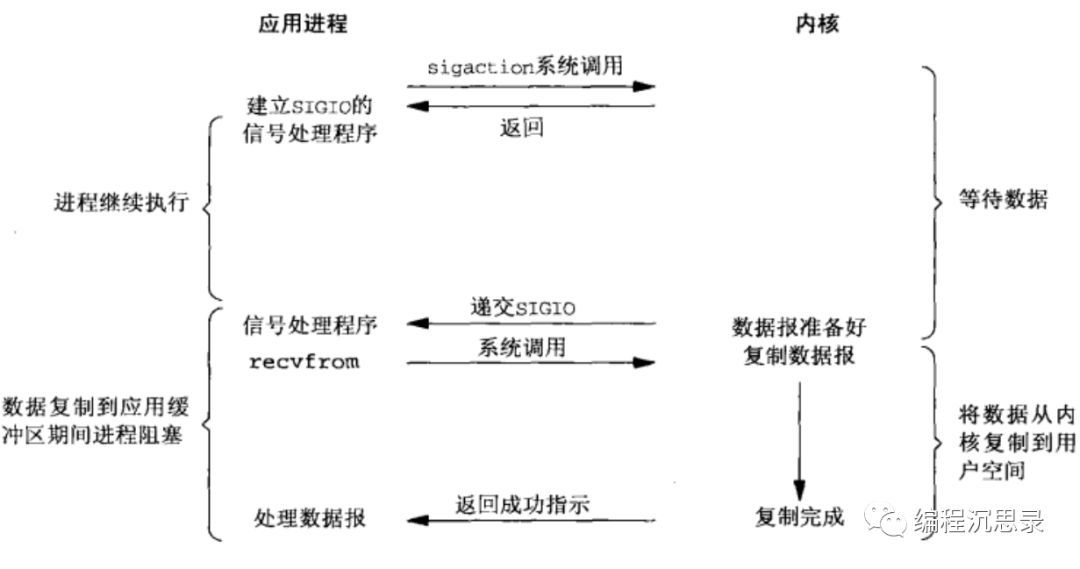 应用进程
内核
sigaction系统调用
建立SIGIO的
信号处理程序
返回
进程继续执行
等待数据
递交SIGIO
信号处理程序
数据报准备好
系统调用
recvfrom
复制数据报
数据复制到应用缓
冲区期间进程阻塞
将数据从内
核复制到用
户空间
返回成功指示
处理数据报
复制完成
编程沉思录